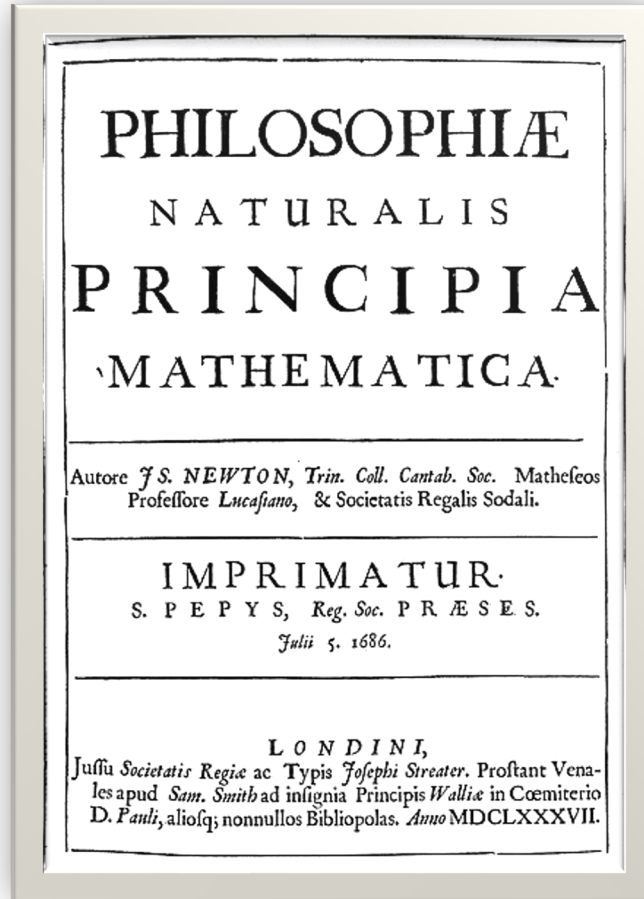 PHILOSOPHIÆ
NATURALIS
PRINCIPIA
MATHEMATICA.
Autore JS. NEWTON, Trin. Coll. Cantab. Soc. Matheſeos
Profeſſore Lucaſiano, & Societatis Regalis Sodali.
IMPRIMATUR.
S. PEPYS, Reg. Soc. PRÆSES.
Julii 5. 1686.
LONDINI,
Juſſu Societatis Regiæ ac Typis Joſephi Streater. Proſtant Vena-
les apud Sam. Smith ad inſignia Principis Walliæ in Cœmiterio
D. Pauli, alioſq; nonnullos Bibliopolas. Anno MDCLXXXVII.